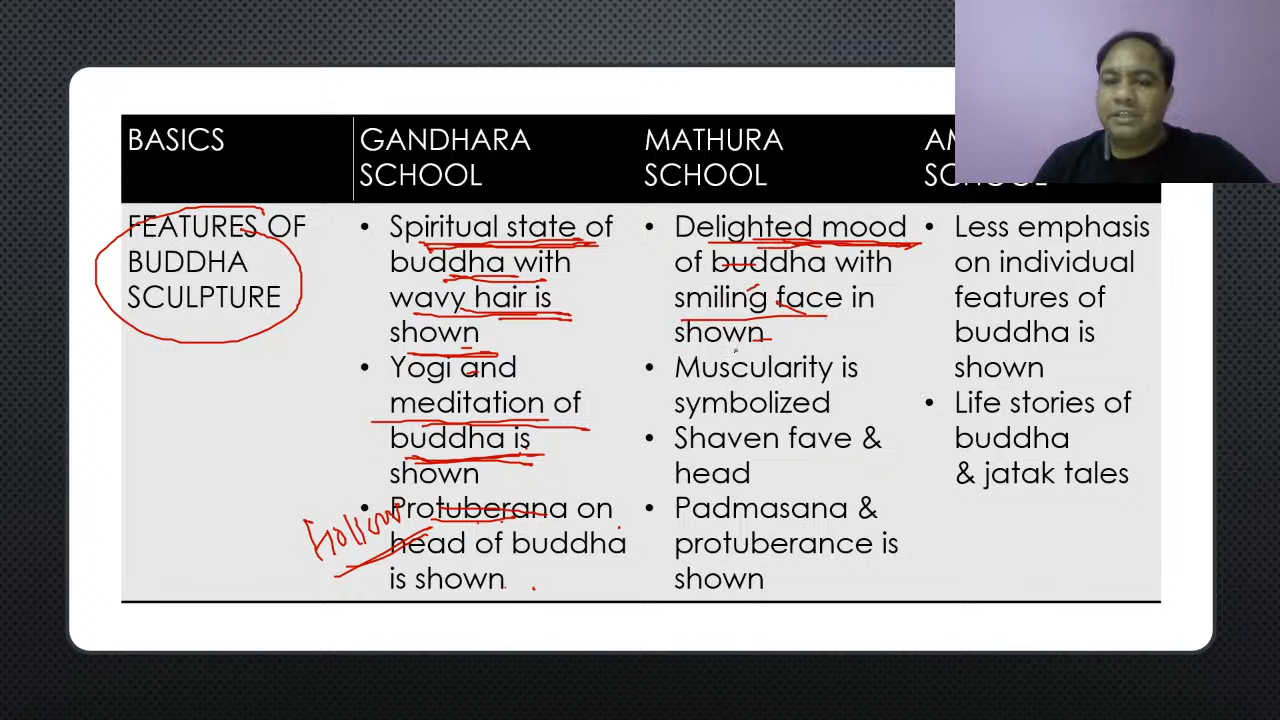 BASICS
GANDHARA
SCHOOL
MATHURA
SCHOOL
FEATURES OF
BUDDHA
SCULPTURE
• Spiritual state of
buddha with
wavy hair is
shown
• Yogi and
meditation of
buddha is
shown
• Protuberana on
head of buddha
is shown
• Delighted mood
of buddha with
smiling face in
shown
• Muscularity is
symbolized
• Shaven fave &
head
• Padmasana &
protuberance is
shown
• Less emphasis
on individual
features of
buddha is
shown
• Life stories of
buddha
& jatak tales